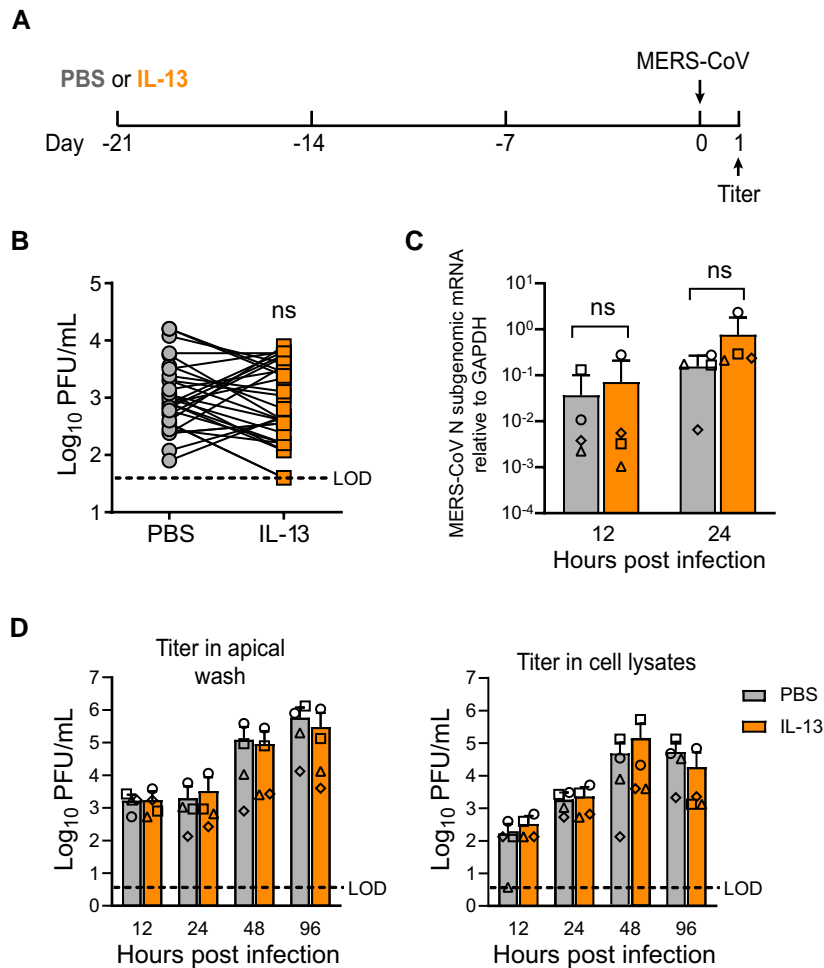 A
PBS or IL-13
MERS-CoV
Day -21 -14 -7 0 1
Titer
B
Log10 PFU/mL
5
4
3
2
1
ns
LOD
PBS IL-13
C
MERS-CoV N subgenomic mRNA
relative to GAPDH
10¹
10⁰
10⁻¹
10⁻²
10⁻³
10⁻⁴
ns
ns
12 24
Hours post infection
D
Titer in apical
wash
Log10 PFU/mL
7
6
5
4
3
2
1
0
LOD
12 24 48 96
Hours post infection
Titer in cell lysates
Log10 PFU/mL
7
6
5
4
3
2
1
0
LOD
12 24 48 96
Hours post infection
PBS
IL-13